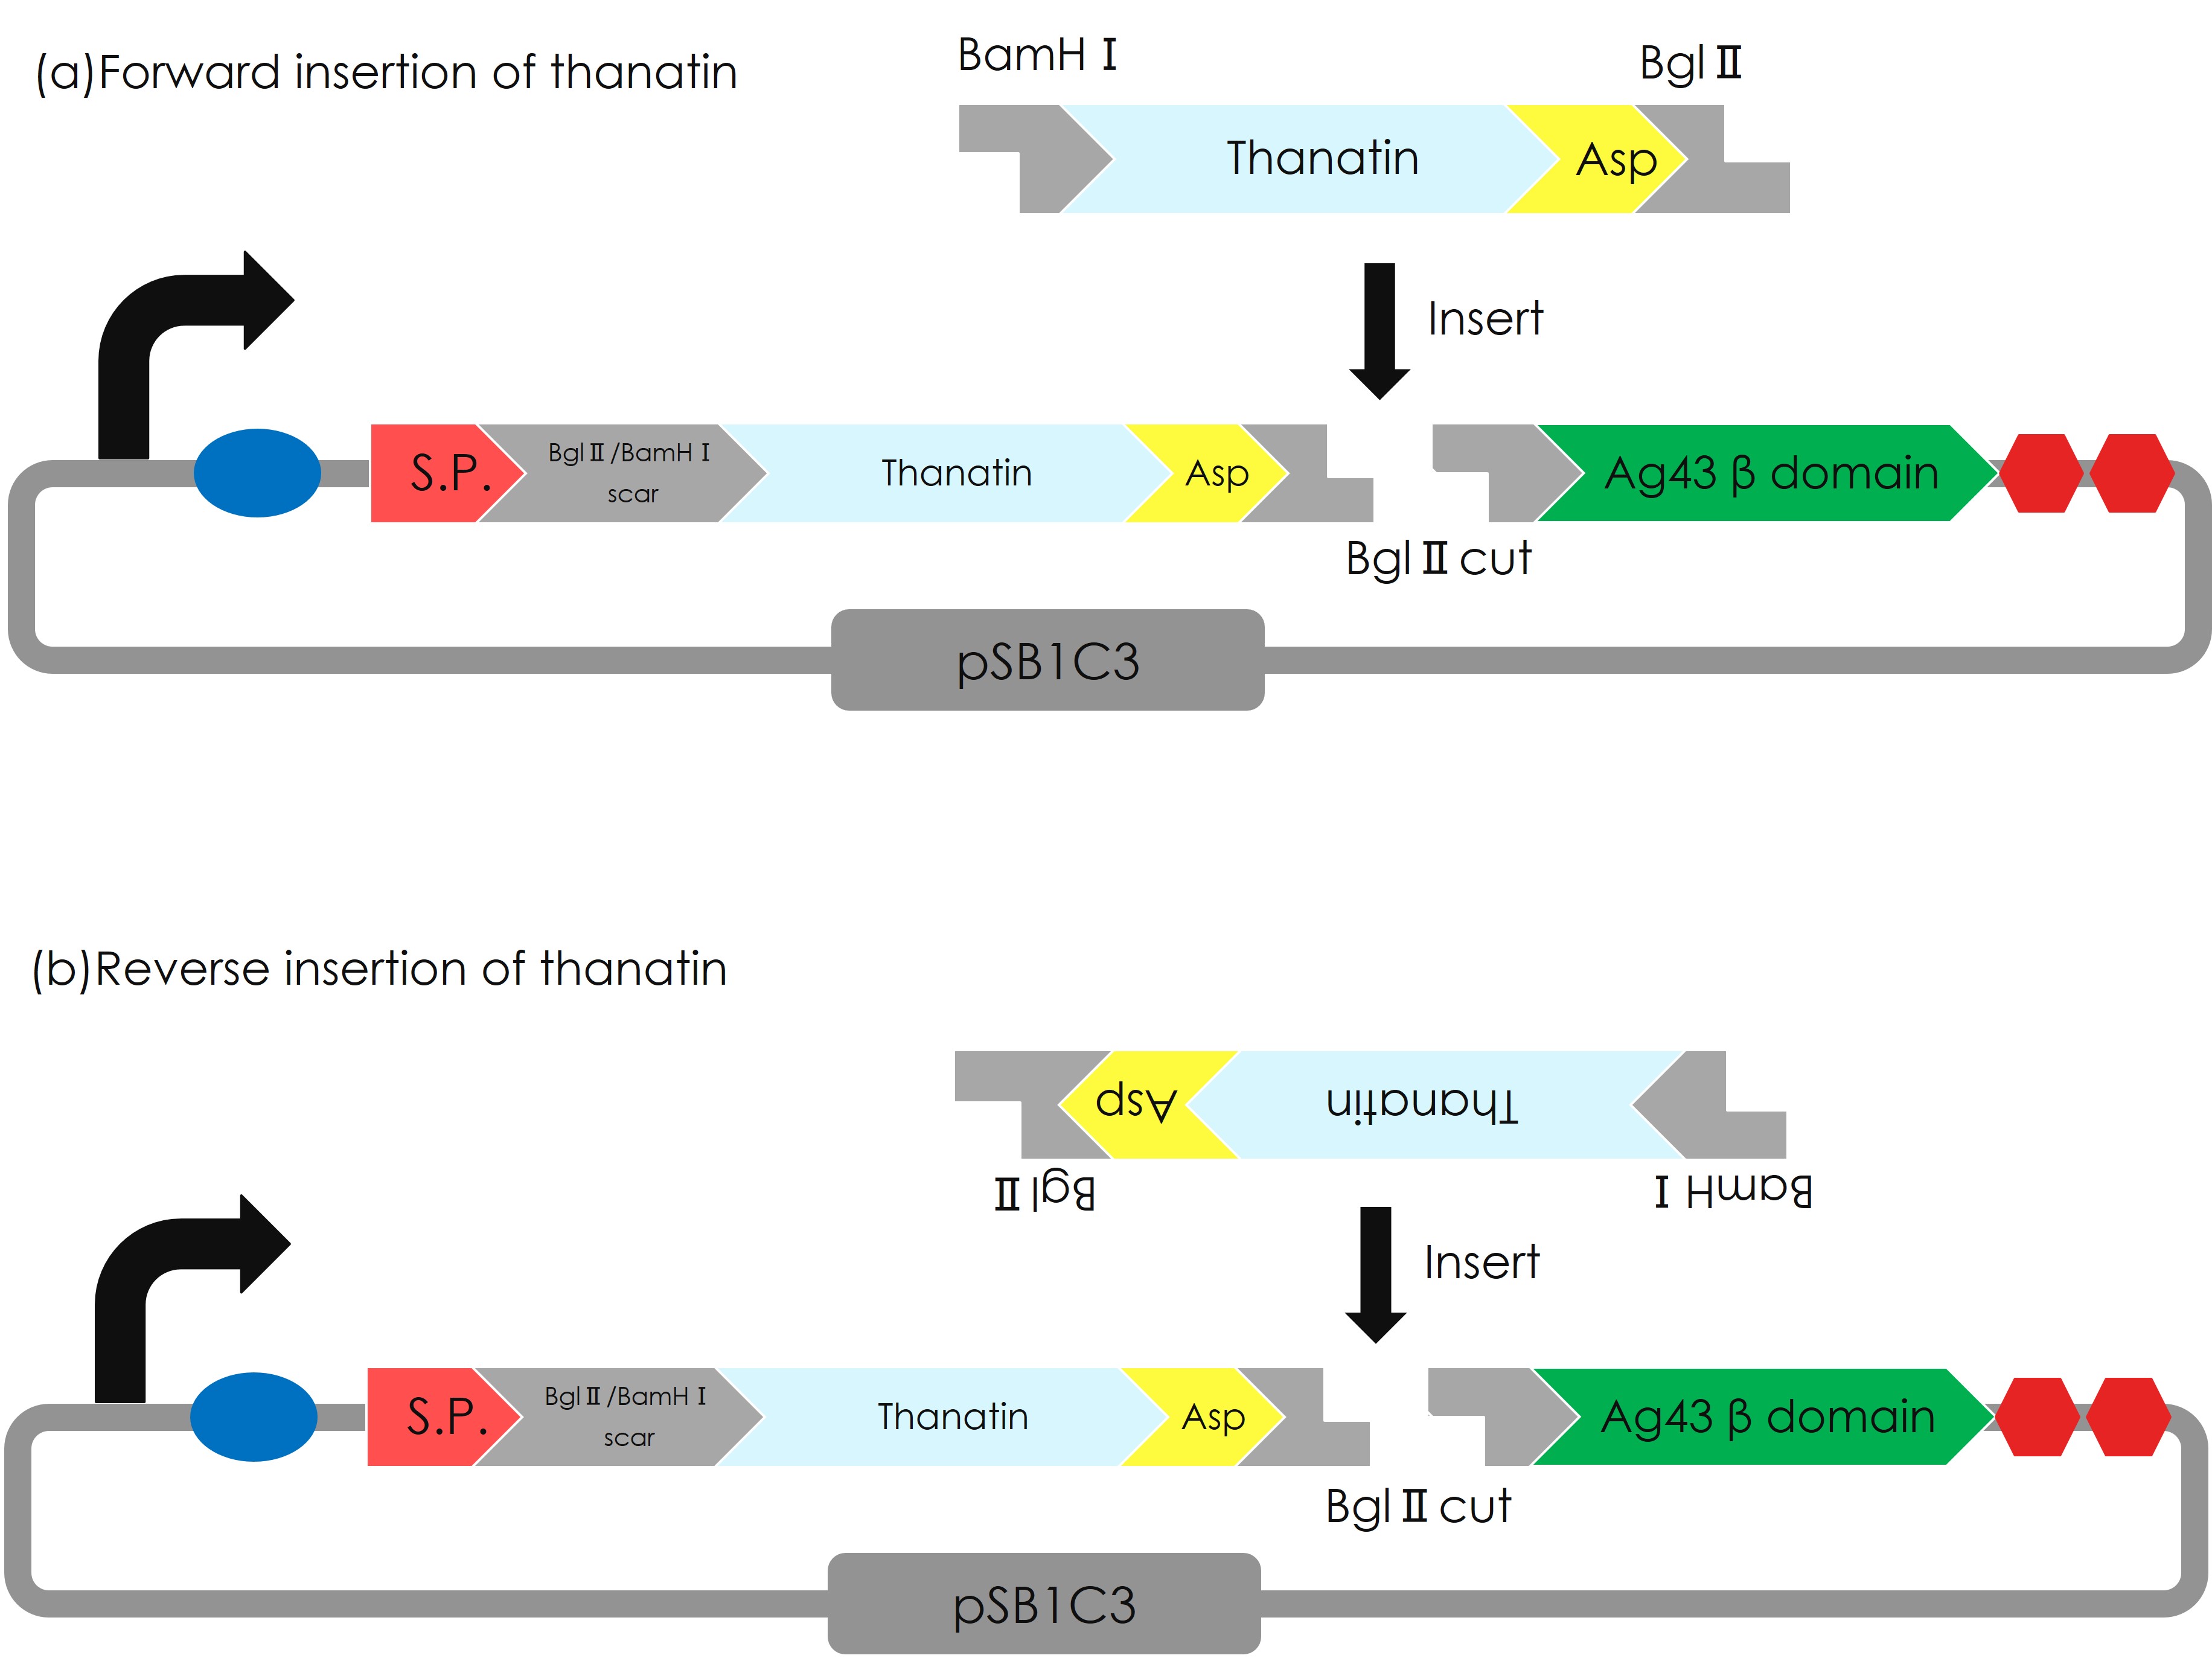 (a)Forward insertion of thanatin
BamH Ⅰ
Bgl Ⅱ
Thanatin
Asp
Insert
S.P.
Bgl Ⅱ/BamH Ⅰ
scar
Thanatin
Asp
Ag43 β domain
Bgl Ⅱ cut
pSB1C3
(b)Reverse insertion of thanatin
Asp
Thanatin
Bgl Ⅱ
BamH Ⅰ
Insert
S.P.
Bgl Ⅱ/BamH Ⅰ
scar
Thanatin
Asp
Ag43 β domain
Bgl Ⅱ cut
pSB1C3